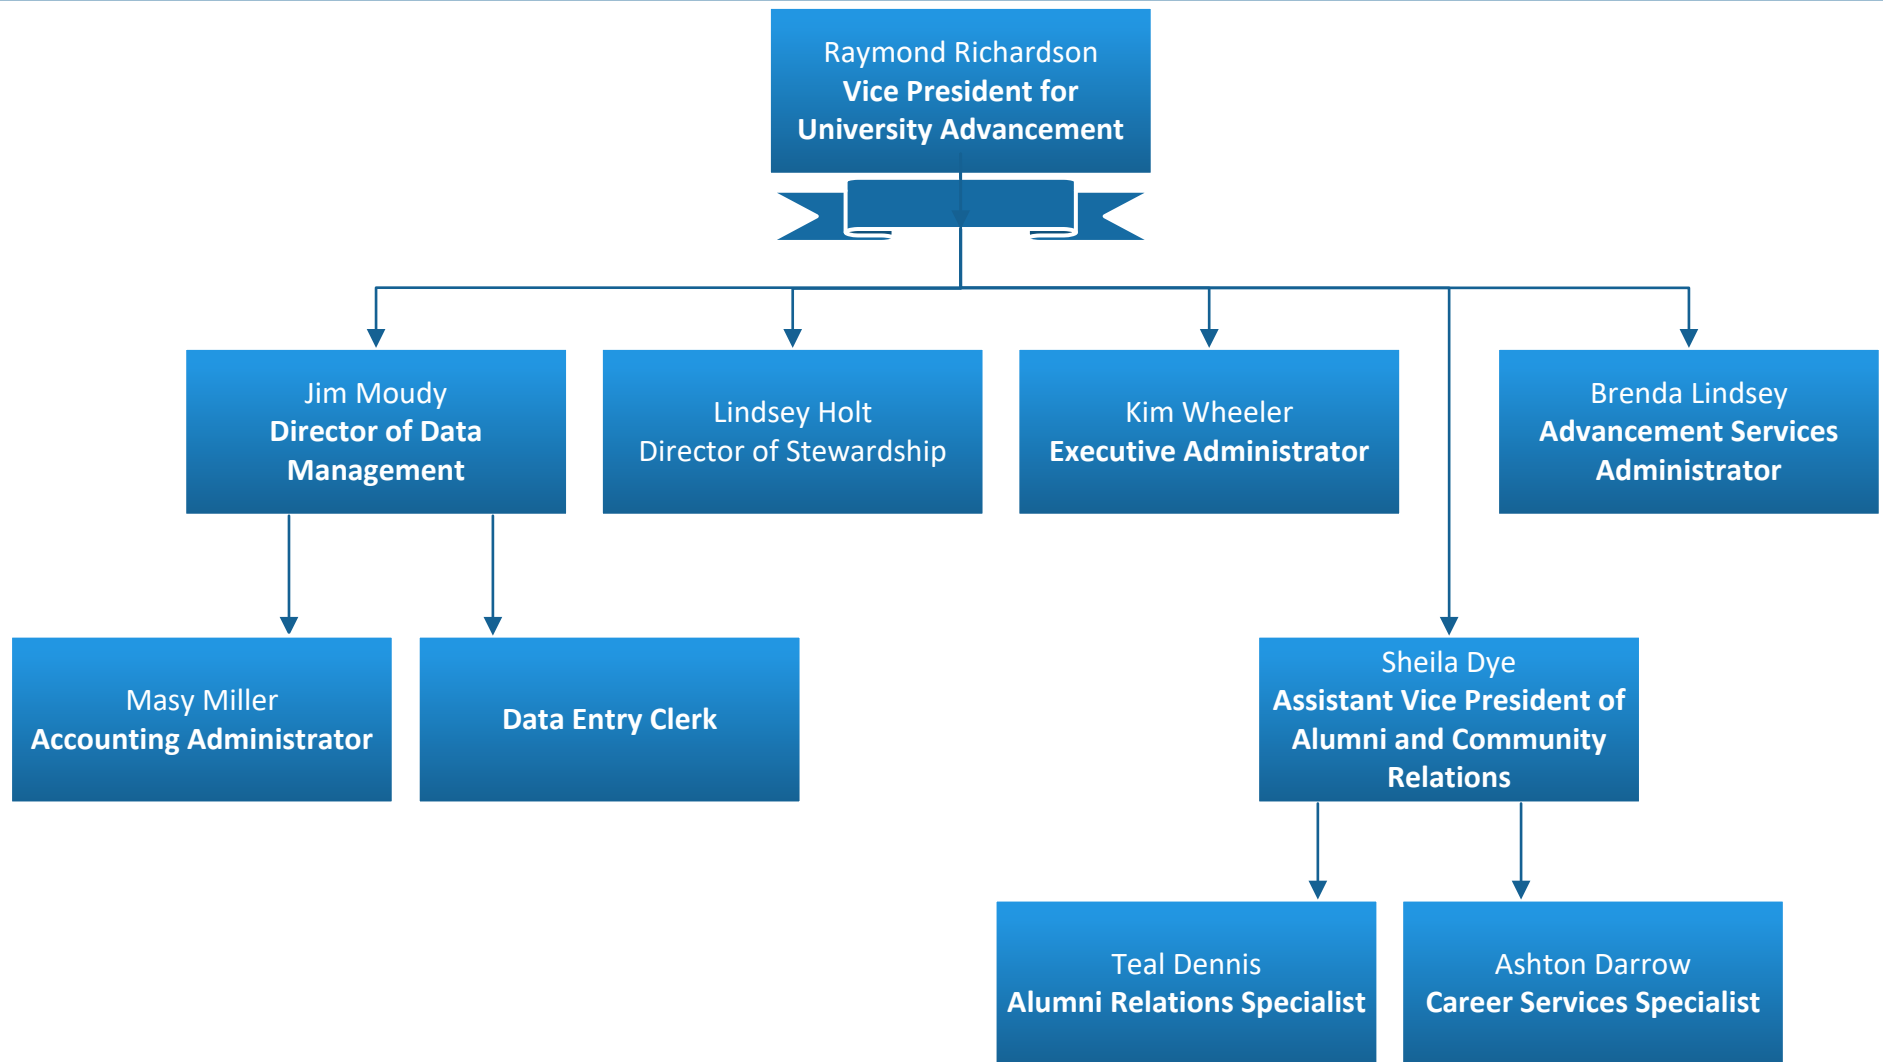 Raymond Richardson
Vice President for
University Advancement
Jim Moudy
Director of Data
Management
Lindsey Holt
Director of Stewardship
Kim Wheeler
Executive Administrator
Brenda Lindsey
Advancement Services
Administrator
Masy Miller
Accounting Administrator
Data Entry Clerk
Sheila Dye
Assistant Vice President of
Alumni and Community
Relations
Teal Dennis
Alumni Relations Specialist
Ashton Darrow
Career Services Specialist